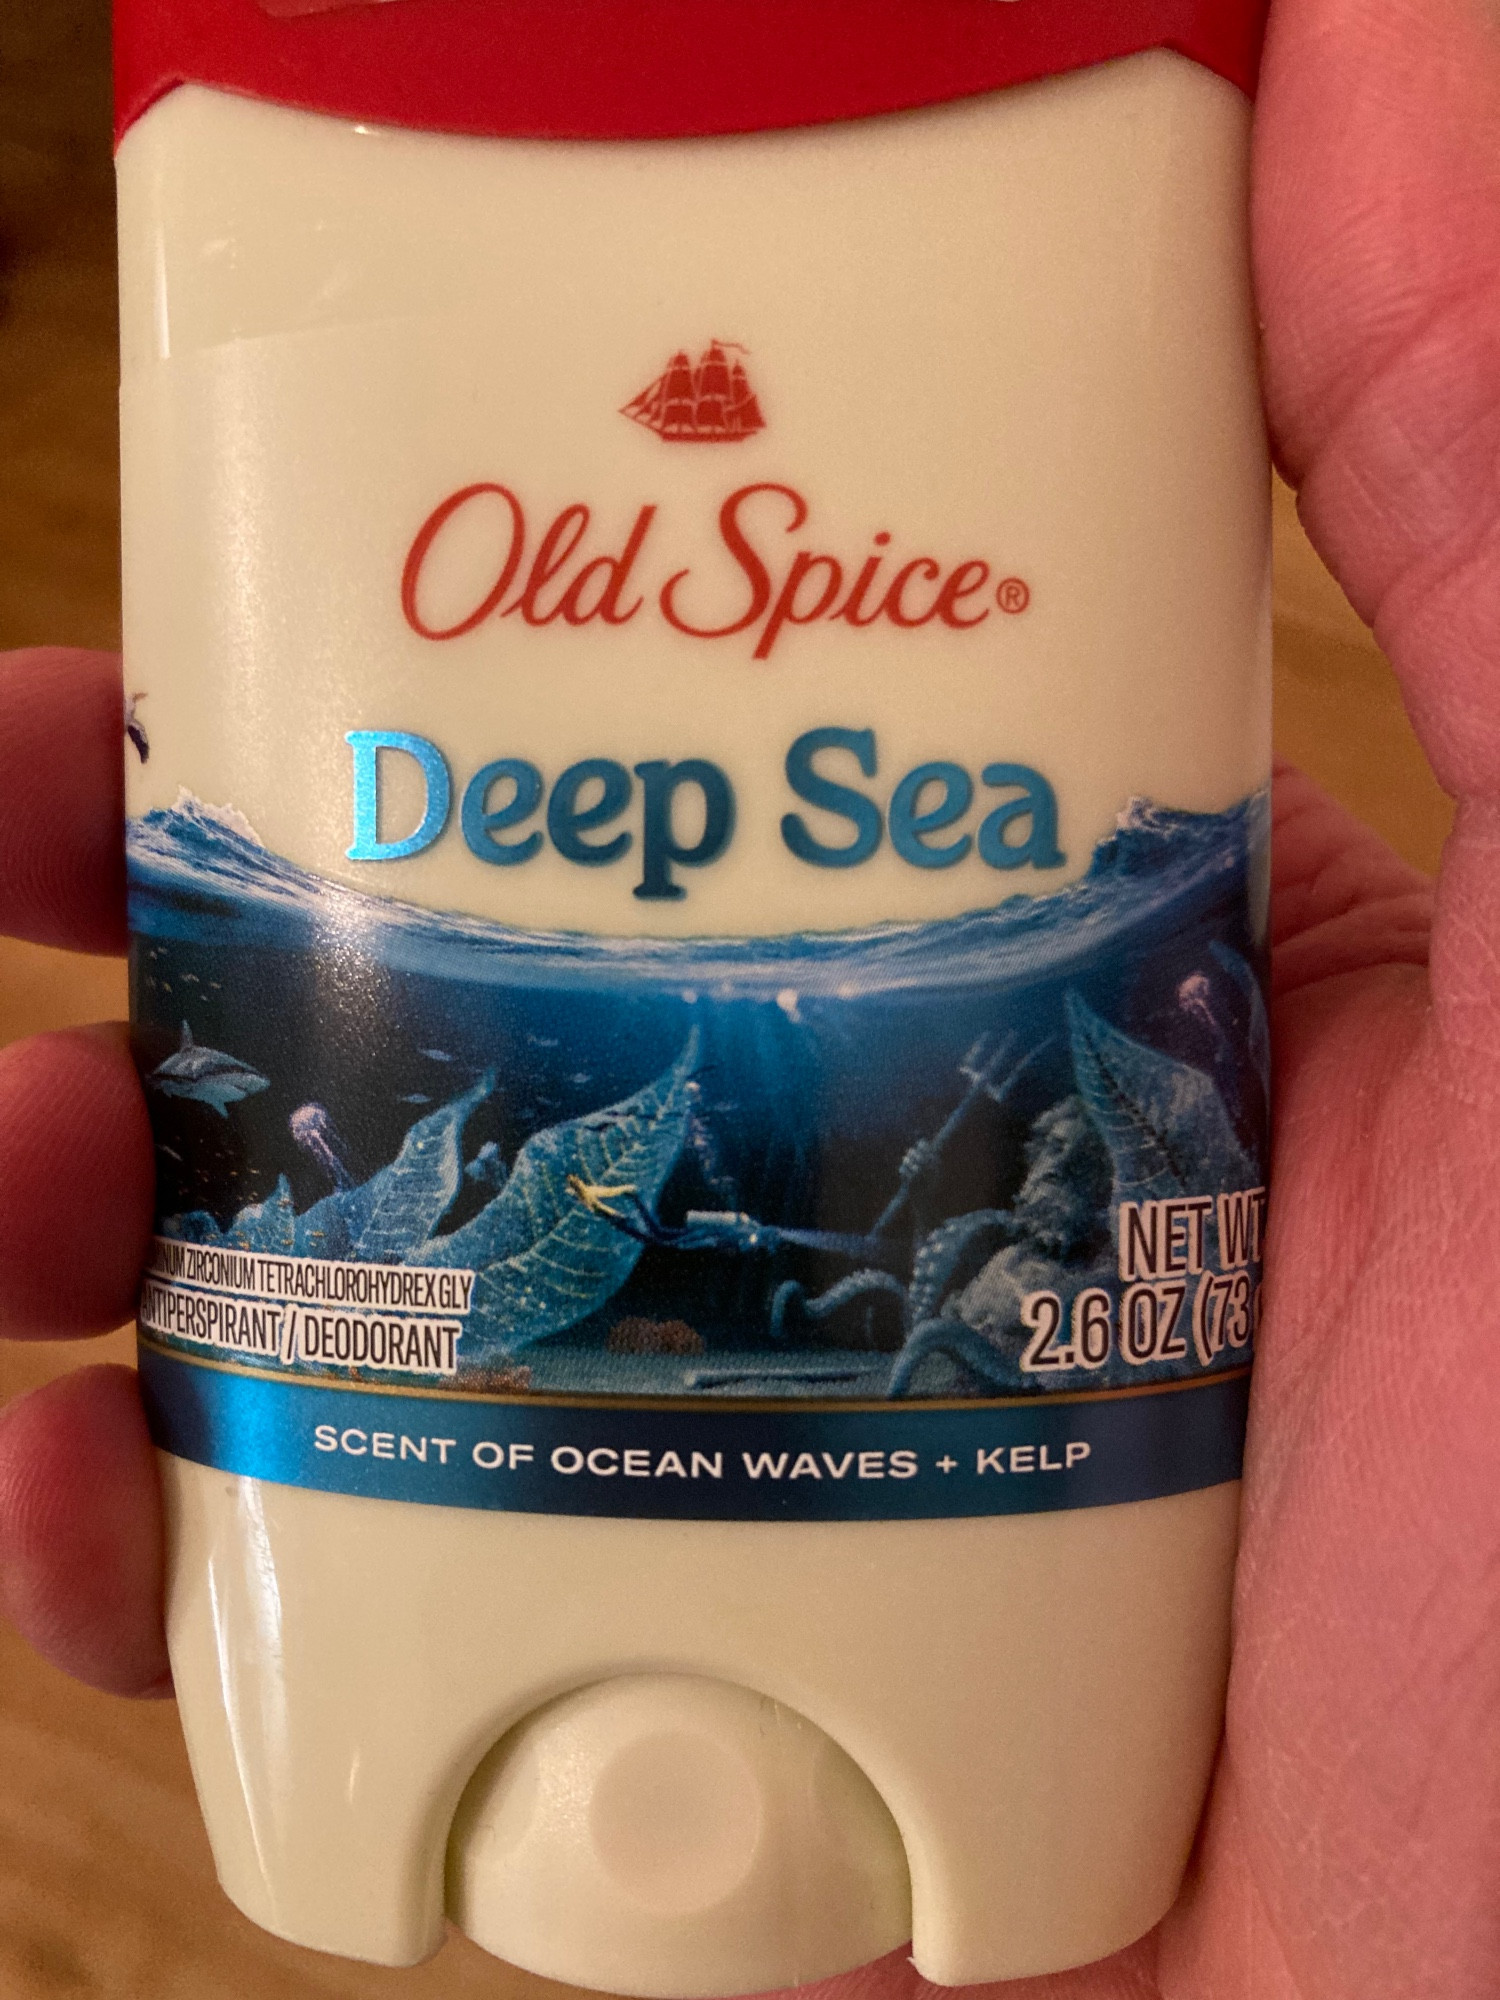 Old Spice®
Deep Sea
ZIRCONIUM TETRACHLOROHYDREX GLY
ANTIPERSPIRANT / DEODORANT
NET WT
2.6 OZ (73
SCENT OF OCEAN WAVES + KELP